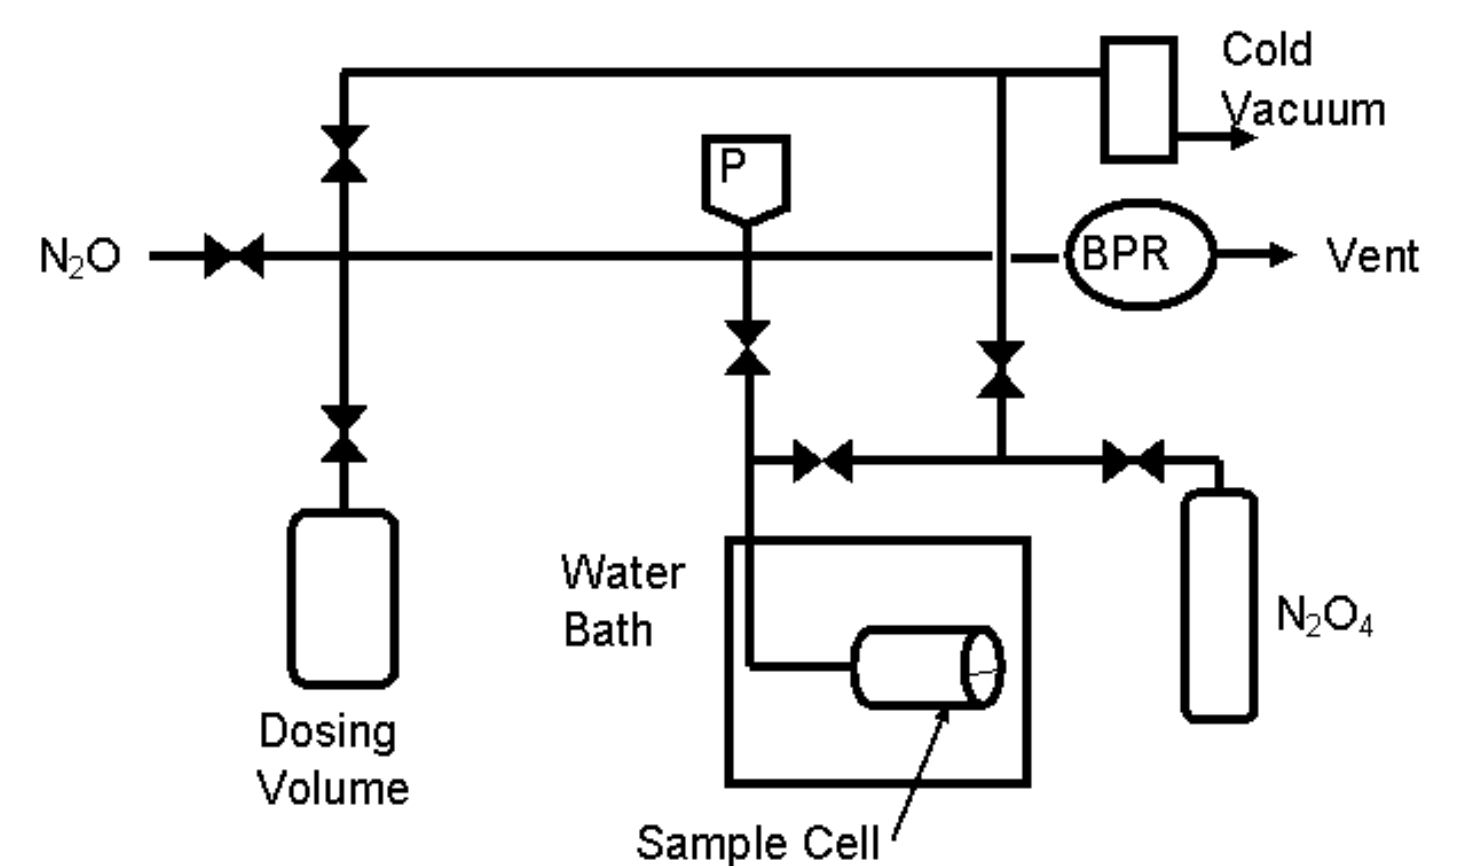 Cold
Vacuum
P
N₂O
BPR
Vent
Water
Bath
N₂O₄
Dosing
Volume
Sample Cell